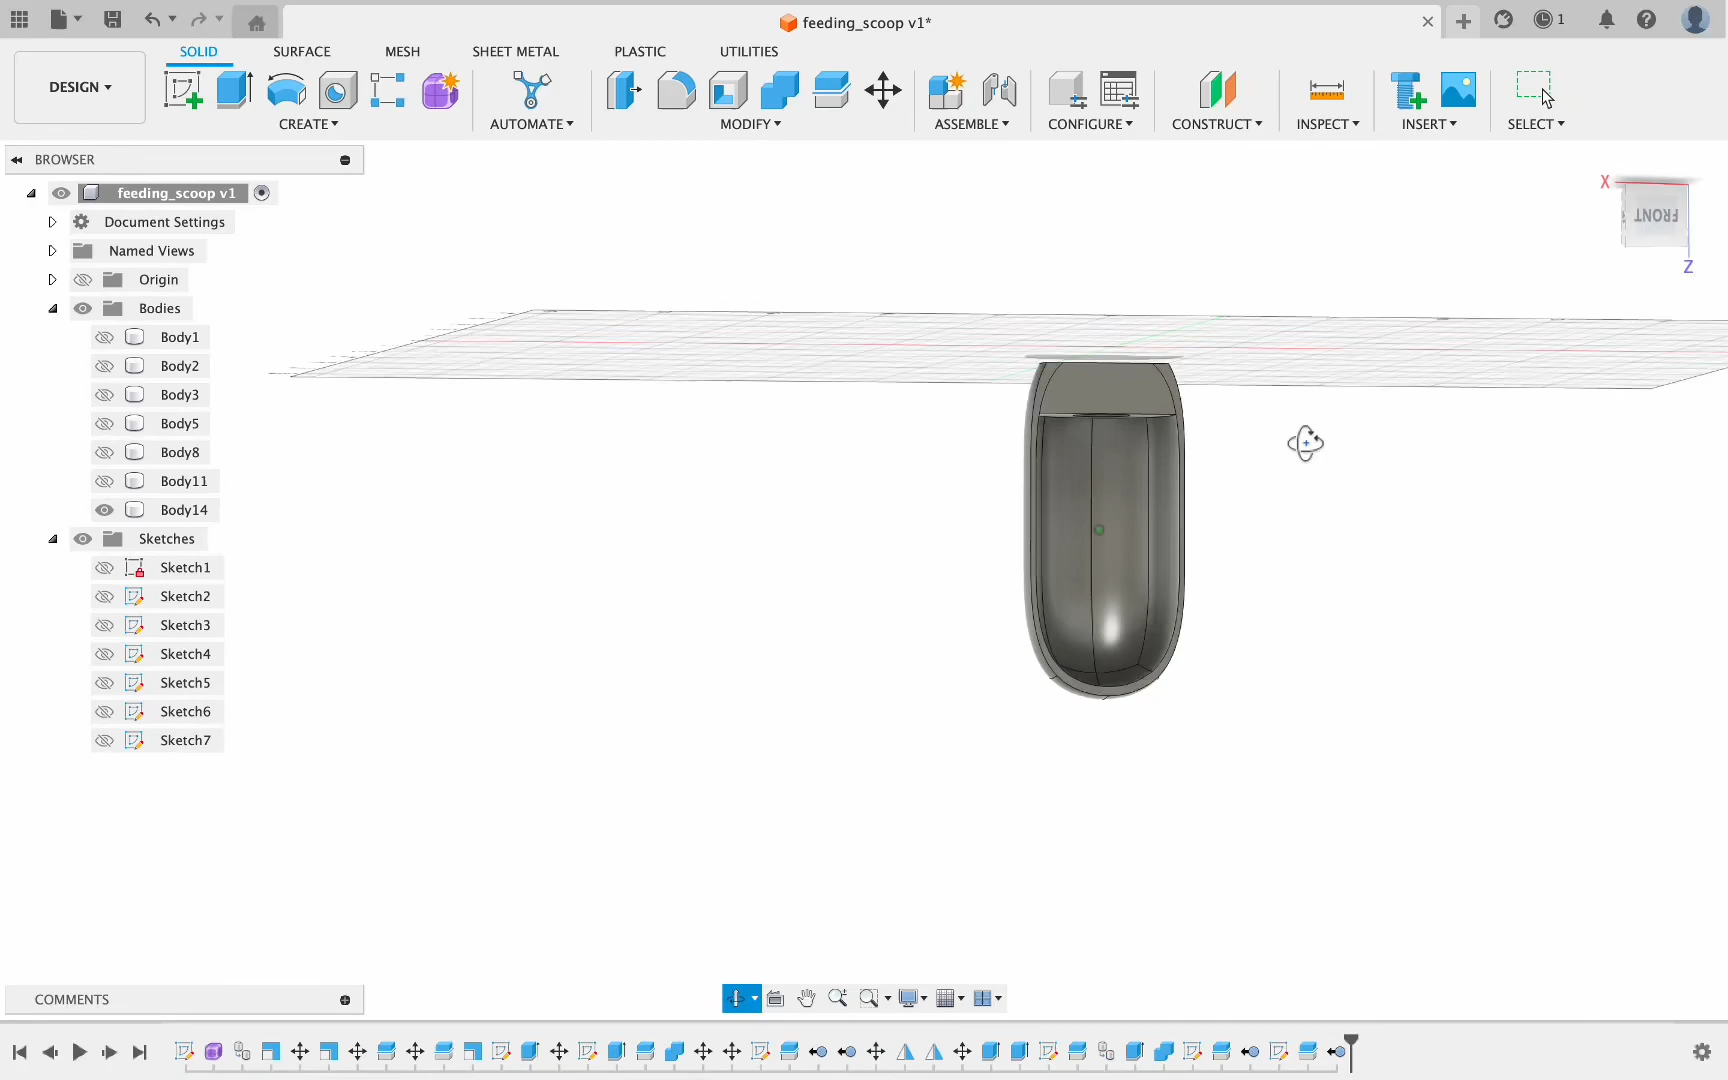 feeding_scoop v1*
1
DESIGN
SOLID
SURFACE
MESH
SHEET METAL
PLASTIC
UTILITIES
CREATE
AUTOMATE
MODIFY
ASSEMBLE
CONFIGURE
CONSTRUCT
INSPECT
INSERT
SELECT
BROWSER
feeding_scoop v1
Document Settings
Named Views
Origin
Bodies
Body1
Body2
Body3
Body5
Body8
Body11
Body14
Sketches
Sketch1
Sketch2
Sketch3
Sketch4
Sketch5
Sketch6
Sketch7
X
FRONT
Z
COMMENTS